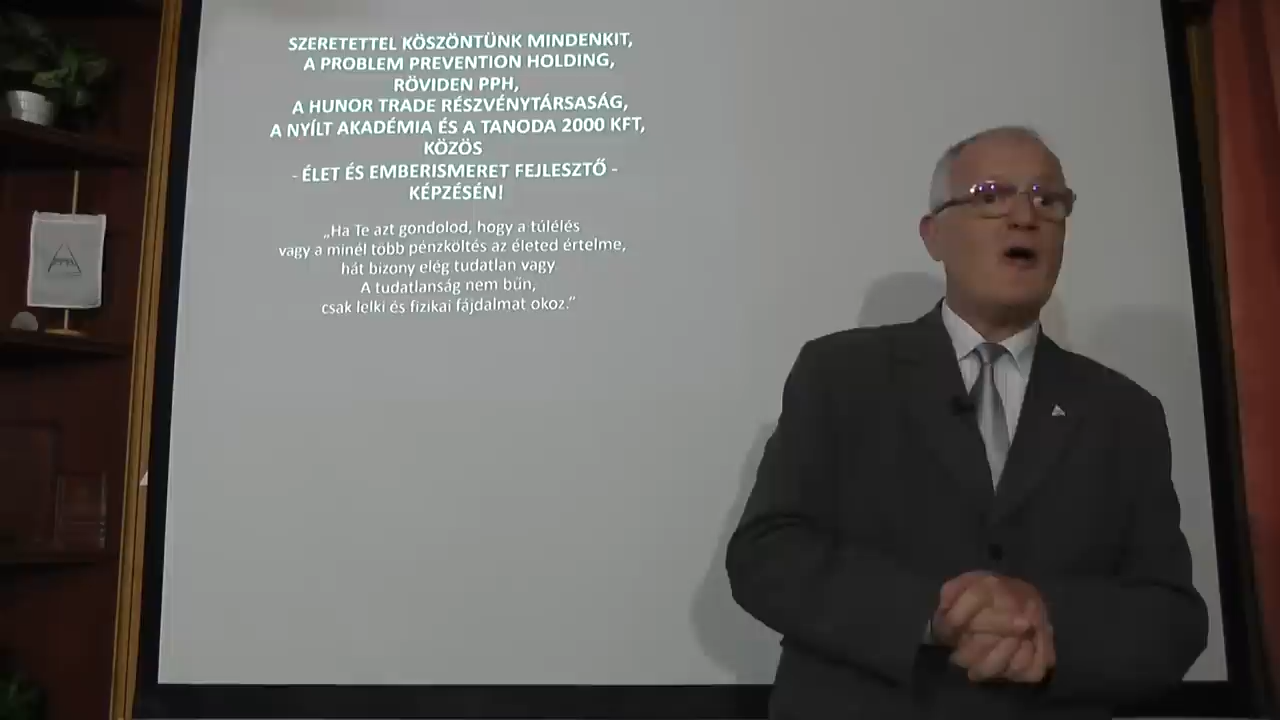 SZERETETTEL KÖSZÖNTÜNK MINDENKIT,
A PROBLEM PREVENTION HOLDING,
RÖVIDEN PPH,
A HUNOR TRADE RÉSZVÉNYTÁRSASÁG,
A NYÍLT AKADÉMIA ÉS A TANODA 2000 KFT,
KÖZÖS
- ÉLET ÉS EMBERISMERET FEJLESZTŐ -
KÉPZÉSÉN!
„Ha Te azt gondolod, hogy a túlélés
vagy a minél több pénzköltés az életed értelme,
hát bizony elég tudatlan vagy
A tudatlanság nem bűn,
csak lelki és fizikai fájdalmat okoz.”